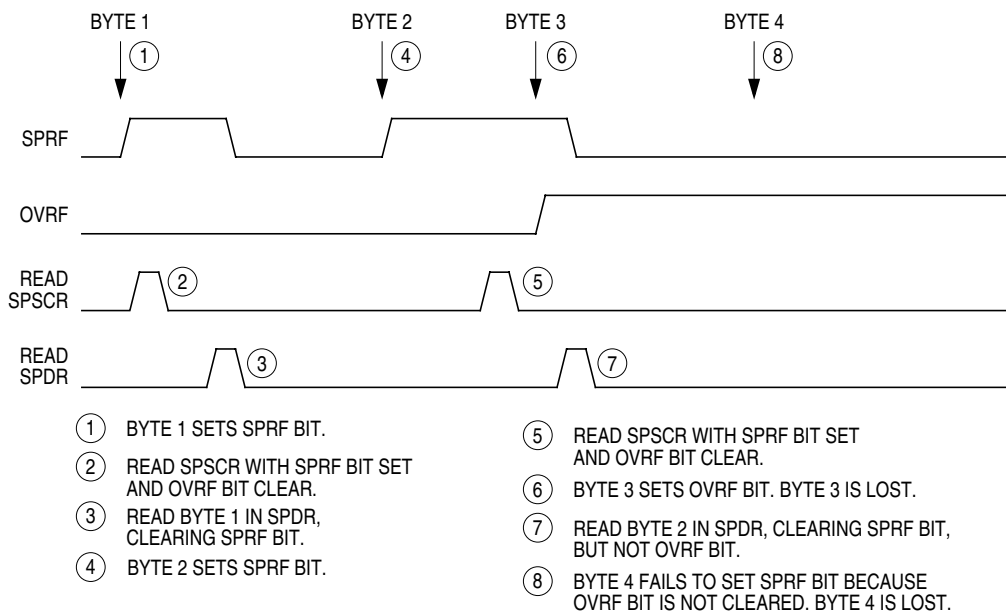 BYTE 1 BYTE 2 BYTE 3 BYTE 4
1 4 6 8
SPRF
OVRF
READ
SPSCR
2 5
READ
SPDR
3 7
1 BYTE 1 SETS SPRF BIT.
2 READ SPSCR WITH SPRF BIT SET
AND OVRF BIT CLEAR.
3 READ BYTE 1 IN SPDR,
CLEARING SPRF BIT.
4 BYTE 2 SETS SPRF BIT.
5 READ SPSCR WITH SPRF BIT SET
AND OVRF BIT CLEAR.
6 BYTE 3 SETS OVRF BIT. BYTE 3 IS LOST.
7 READ BYTE 2 IN SPDR, CLEARING SPRF BIT,
BUT NOT OVRF BIT.
8 BYTE 4 FAILS TO SET SPRF BIT BECAUSE
OVRF BIT IS NOT CLEARED. BYTE 4 IS LOST.